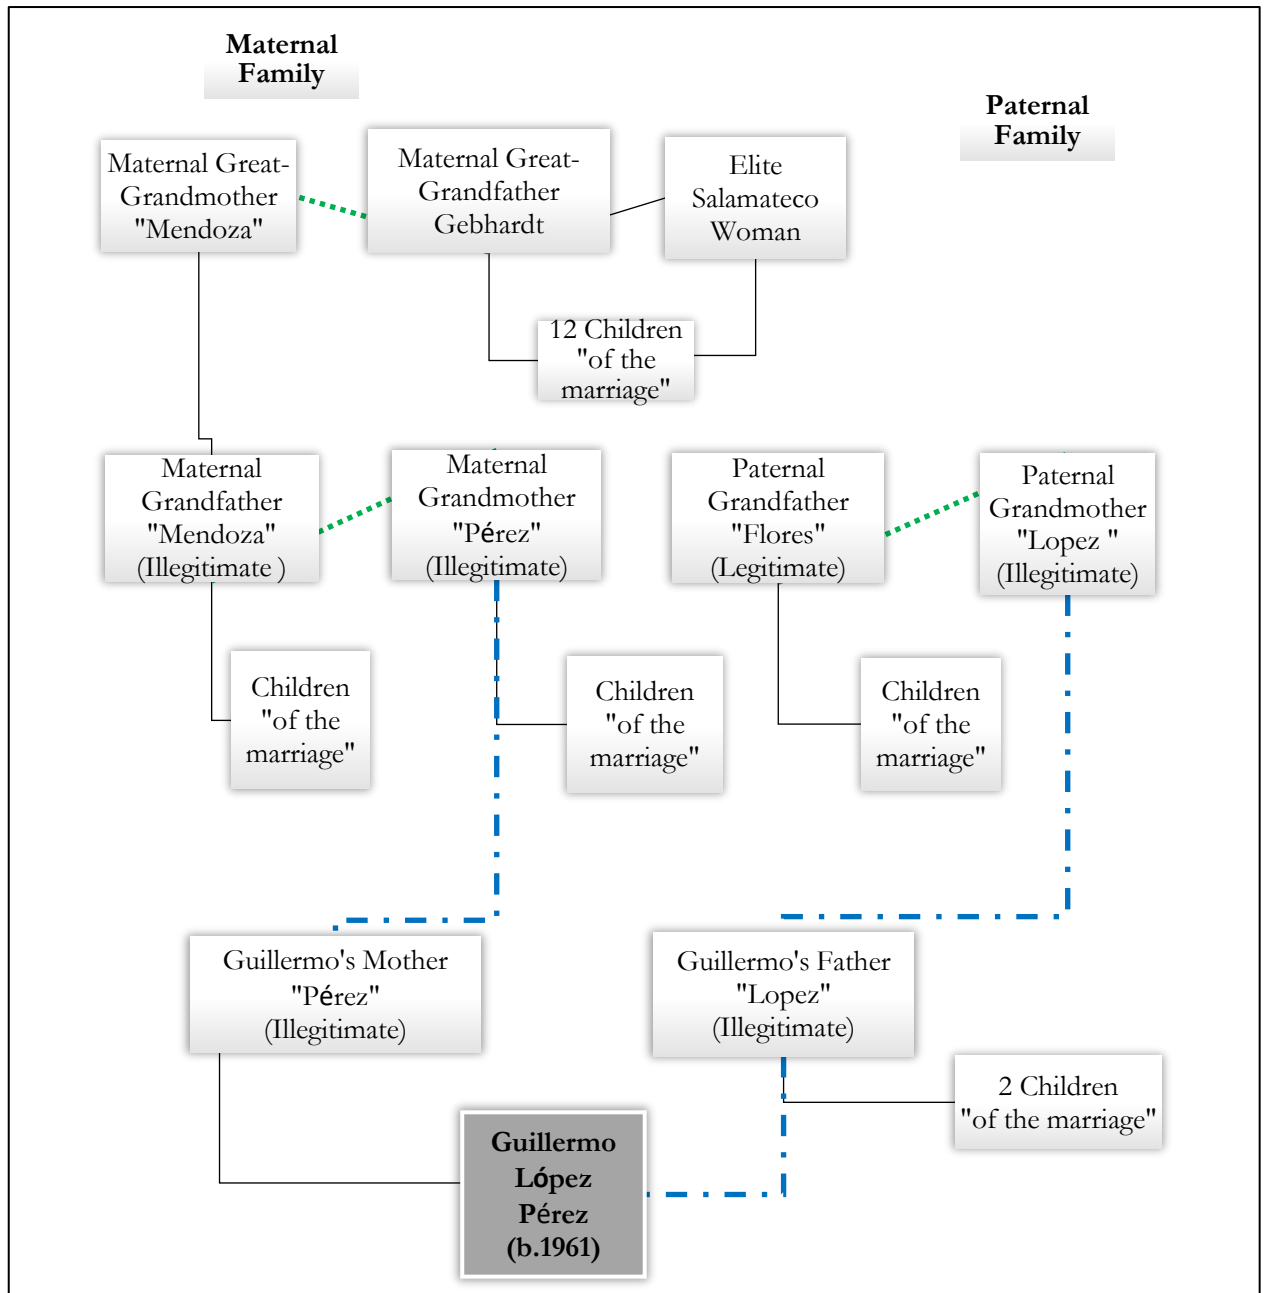 Maternal
Family
Paternal
Family
Maternal Great-
Grandmother
"Mendoza"
Maternal Great-
Grandfather
Gebhardt
Elite
Salamateco
Woman
12 Children
"of the
marriage"
Maternal
Grandfather
"Mendoza"
(Illegitimate )
Maternal
Grandmother
"Pérez"
(Illegitimate)
Paternal
Grandfather
"Flores"
(Legitimate)
Paternal
Grandmother
"Lopez "
(Illegitimate)
Children
"of the
marriage"
Children
"of the
marriage"
Children
"of the
marriage"
Guillermo's Mother
"Pérez"
(Illegitimate)
Guillermo's Father
"Lopez"
(Illegitimate)
2 Children
"of the marriage"
Guillermo
López
Pérez
(b.1961)